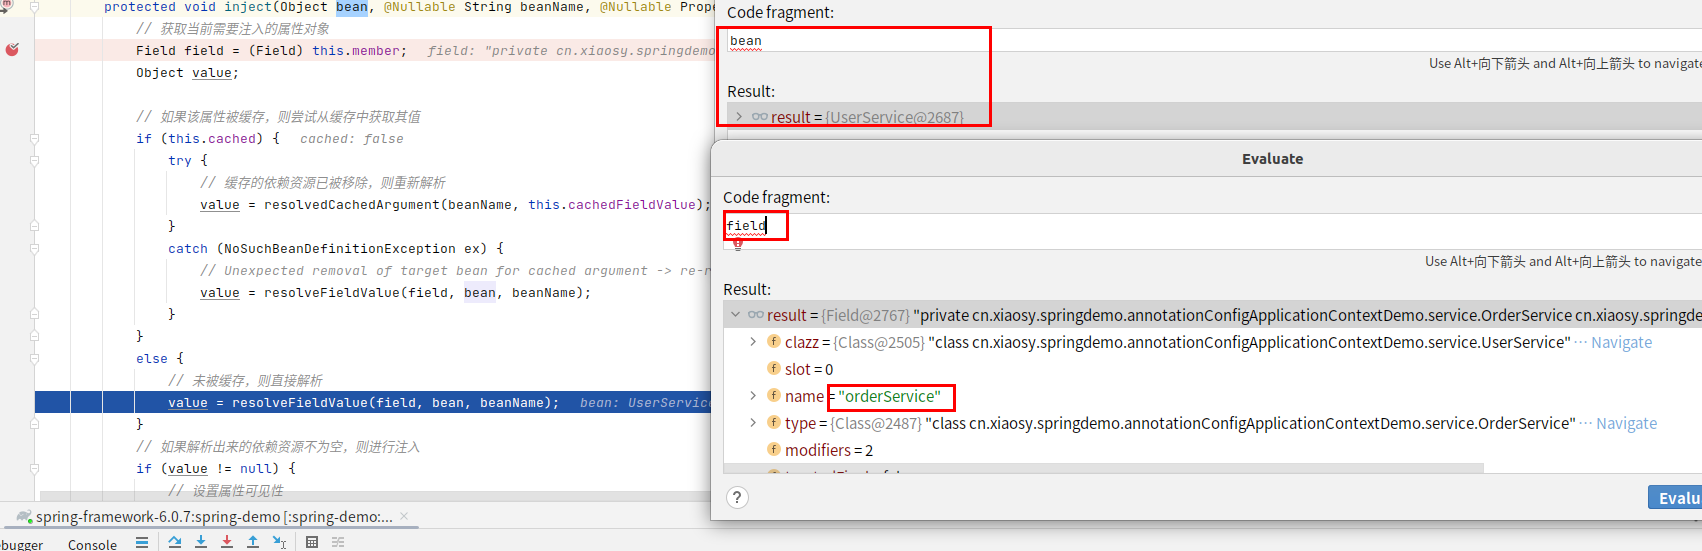 protected void inject(Object bean, @Nullable String beanName, @Nullable Prope
// 获取当前需要注入的属性对象
Field field = (Field) this.member;   field: "private cn.xiaosy.springdemo
Object value;
// 如果该属性被缓存，则尝试从缓存中获取其值
if (this.cached) {   cached: false
try {
// 缓存的依赖资源已被移除，则重新解析
value = resolvedCachedArgument(beanName, this.cachedFieldValue);
}
catch (NoSuchBeanDefinitionException ex) {
// Unexpected removal of target bean for cached argument -> re-r
value = resolveFieldValue(field, bean, beanName);
}
}
else {
// 未被缓存，则直接解析
value = resolveFieldValue(field, bean, beanName);   bean: UserService
}
// 如果解析出来的依赖资源不为空，则进行注入
if (value != null) {
// 设置属性可见性
spring-framework-6.0.7:spring-demo [:spring-demo:...
bugger
Console
Code fragment:
bean
Use Alt+向下箭头 and Alt+向上箭头 to navigate
Result:
result = {UserService@2687}
Evaluate
Code fragment:
field
Use Alt+向下箭头 and Alt+向上箭头 to navigate
Result:
result = {Field@2767} "private cn.xiaosy.springdemo.annotationConfigApplicationContextDemo.service.OrderService cn.xiaosy.springdemo
clazz = {Class@2505} "class cn.xiaosy.springdemo.annotationConfigApplicationContextDemo.service.UserService" ··· Navigate
slot = 0
name = "orderService"
type = {Class@2487} "class cn.xiaosy.springdemo.annotationConfigApplicationContextDemo.service.OrderService" ··· Navigate
modifiers = 2
?
Evalu